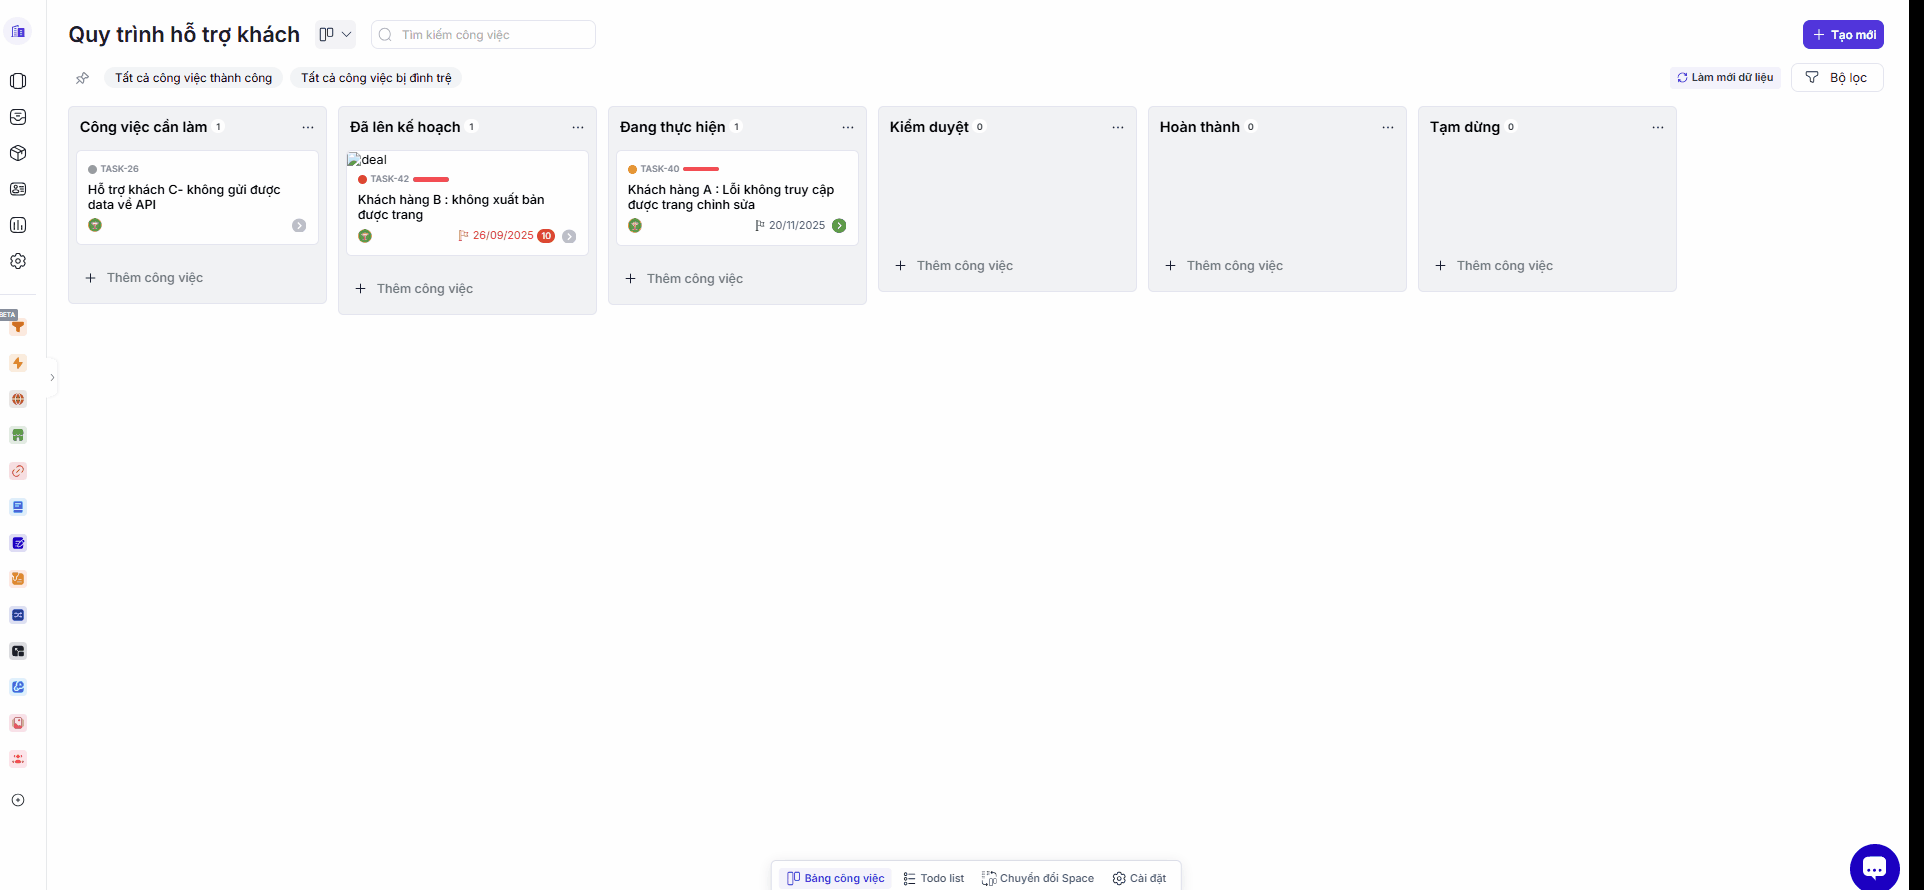 Quy trình hỗ trợ khách
Tìm kiếm công việc
Tạo mới
Tất cả công việc thành công
Tất cả công việc bị đình trệ
Làm mới dữ liệu
Bộ lọc
Công việc cần làm 1
TASK-26
Hỗ trợ khách C- không gửi được
data về API
Thêm công việc
Đã lên kế hoạch 1
deal
TASK-42
Khách hàng B : không xuất bản
được trang
26/09/2025 10
Thêm công việc
Đang thực hiện 1
TASK-40
Khách hàng A : Lỗi không truy cập
được trang chỉnh sửa
20/11/2025
Thêm công việc
Kiểm duyệt 0
Thêm công việc
Hoàn thành 0
Thêm công việc
Tạm dừng 0
Thêm công việc
BETA
Bảng công việc
Todo list
Chuyển đổi Space
Cài đặt